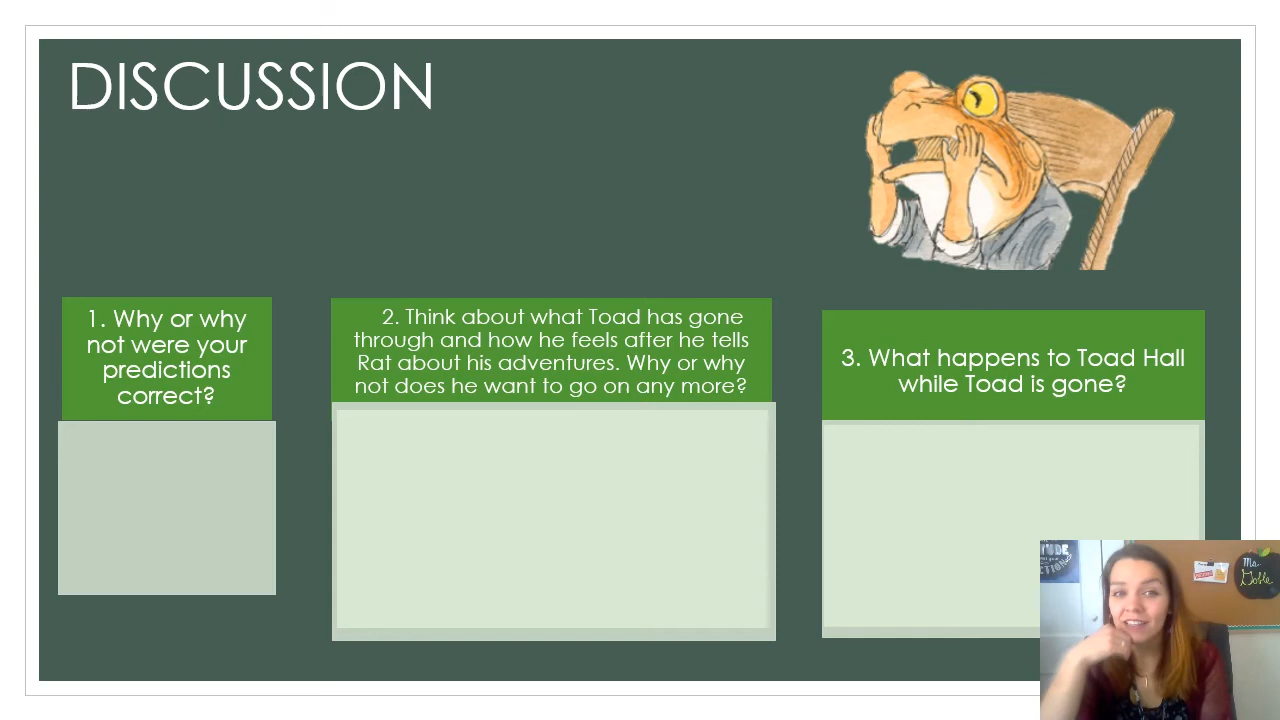 DISCUSSION
1. Why or why
not were your
predictions
correct?
2. Think about what Toad has gone
through and how he feels after he tells
Rat about his adventures. Why or why
not does he want to go on any more?
3. What happens to Toad Hall
while Toad is gone?
Ms.
Goble